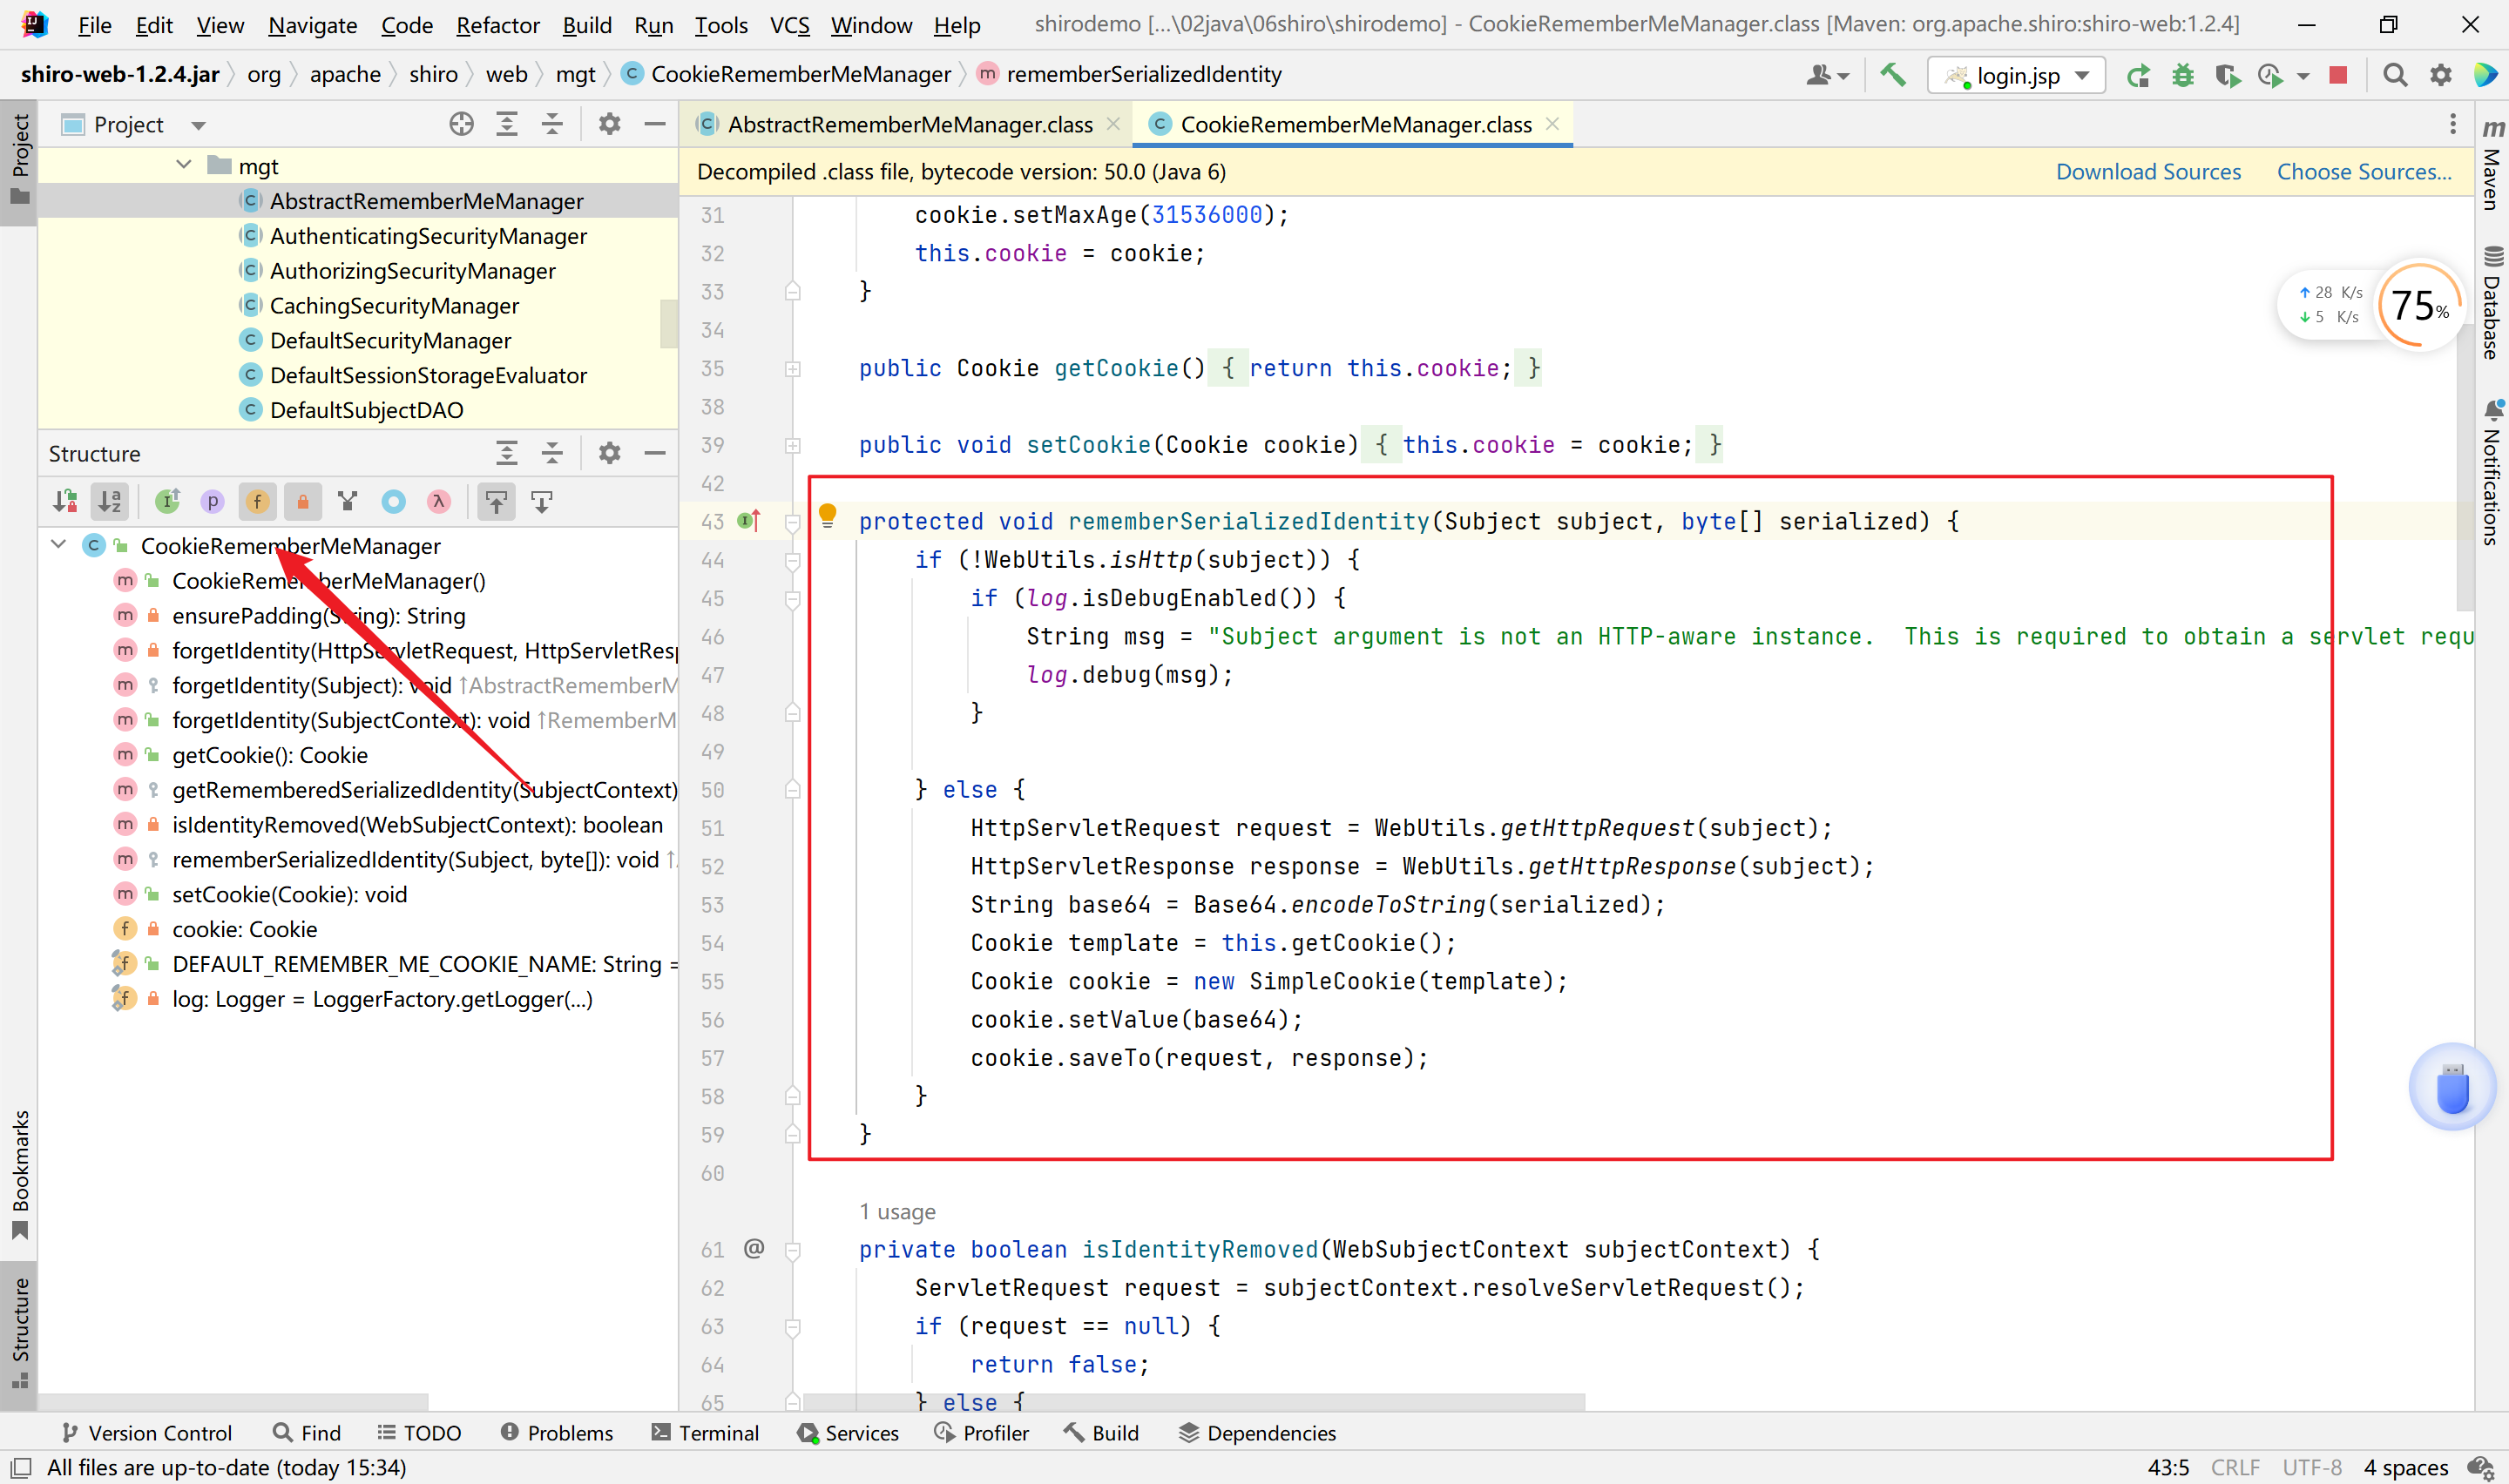 File Edit View Navigate Code Refactor Build Run Tools VCS Window Help shirodemo [...\02java\06shiro\shirodemo] - CookieRememberMeManager.class [Maven: org.apache.shiro:shiro-web:1.2.4]
shiro-web-1.2.4.jar org apache shiro web mgt CookieRememberMeManager rememberSerializedIdentity login.jsp
Project
AbstractRememberMeManager.class CookieRememberMeManager.class
Decompiled .class file, bytecode version: 50.0 (Java 6) Download Sources Choose Sources...
Project
mgt
AbstractRememberMeManager
AuthenticatingSecurityManager
AuthorizingSecurityManager
CachingSecurityManager
DefaultSecurityManager
DefaultSessionStorageEvaluator
DefaultSubjectDAO
Structure
CookieRememberMeManager
CookieRememberMeManager()
ensurePadding(String): String
forgetIdentity(HttpServletRequest, HttpServletResp
forgetIdentity(Subject): void ↑AbstractRememberM
forgetIdentity(SubjectContext): void ↑RememberM
getCookie(): Cookie
getRememberedSerializedIdentity(SubjectContext)
isIdentityRemoved(WebSubjectContext): boolean
rememberSerializedIdentity(Subject, byte[]): void ↑
setCookie(Cookie): void
cookie: Cookie
DEFAULT_REMEMBER_ME_COOKIE_NAME: String =
log: Logger = LoggerFactory.getLogger(...)
Bookmarks
Structure
31 cookie.setMaxAge(31536000);
32 this.cookie = cookie;
33 }
34
35 public Cookie getCookie() { return this.cookie; }
38
39 public void setCookie(Cookie cookie) { this.cookie = cookie; }
42
43 protected void rememberSerializedIdentity(Subject subject, byte[] serialized) {
44 if (!WebUtils.isHttp(subject)) {
45 if (log.isDebugEnabled()) {
46 String msg = "Subject argument is not an HTTP-aware instance.  This is required to obtain a servlet requ
47 log.debug(msg);
48 }
49
50 } else {
51 HttpServletRequest request = WebUtils.getHttpRequest(subject);
52 HttpServletResponse response = WebUtils.getHttpResponse(subject);
53 String base64 = Base64.encodeToString(serialized);
54 Cookie template = this.getCookie();
55 Cookie cookie = new SimpleCookie(template);
56 cookie.setValue(base64);
57 cookie.saveTo(request, response);
58 }
59 }
60
1 usage
61 @ private boolean isIdentityRemoved(WebSubjectContext subjectContext) {
62 ServletRequest request = subjectContext.resolveServletRequest();
63 if (request == null) {
64 return false;
65 } else {
28 K/s
5 K/s
75%
Maven
Database
Notifications
Version Control Find TODO Problems Terminal Services Profiler Build Dependencies
All files are up-to-date (today 15:34) 43:5 CRLF UTF-8 4 spaces